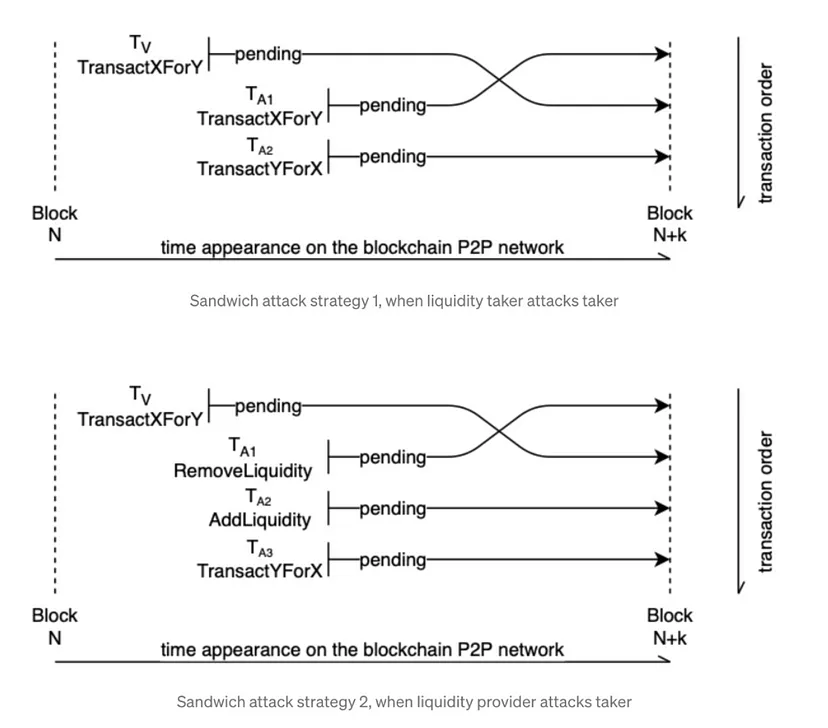 TV
TransactXForY
pending
TA1
TransactXForY
pending
TA2
TransactYForX
pending
transaction order
Block
N
Block
N+k
time appearance on the blockchain P2P network
Sandwich attack strategy 1, when liquidity taker attacks taker
TV
TransactXForY
pending
TA1
RemoveLiquidity
pending
TA2
AddLiquidity
pending
TA3
TransactYForX
pending
transaction order
Block
N
Block
N+k
time appearance on the blockchain P2P network
Sandwich attack strategy 2, when liquidity provider attacks taker